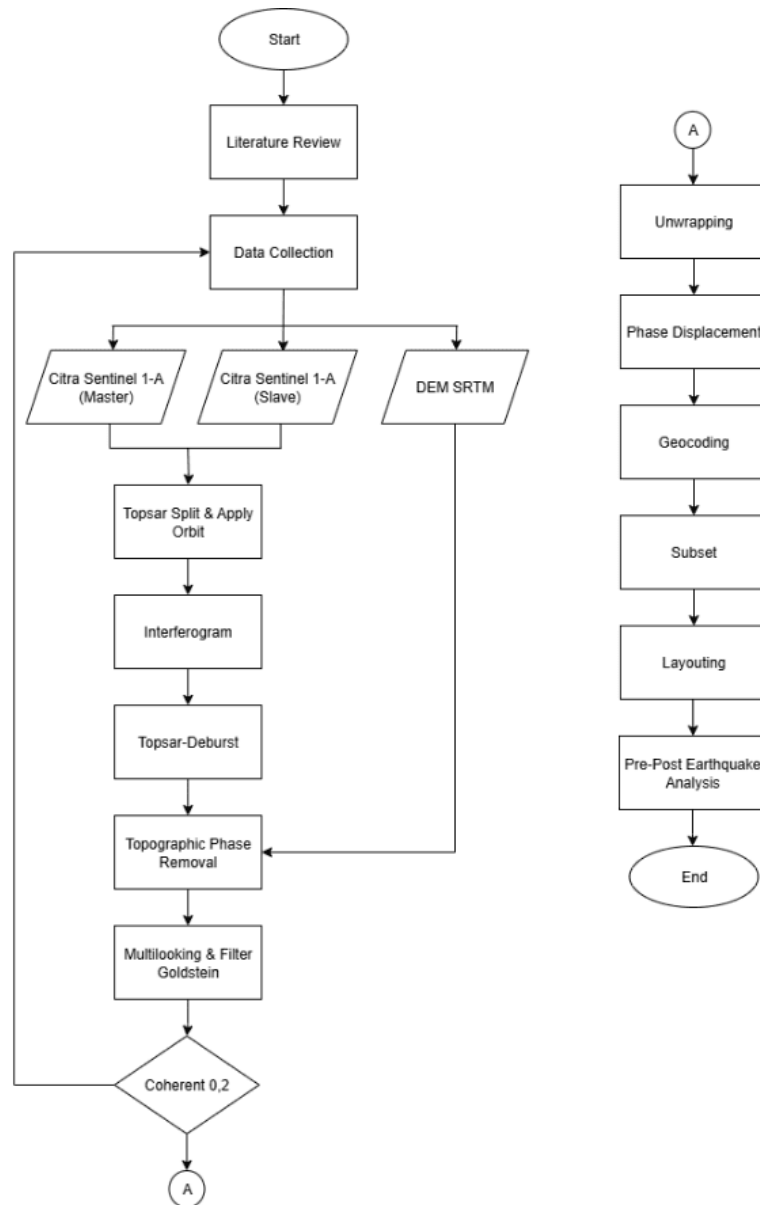 Start
Literature Review
Data Collection
Citra Sentinel 1-A
(Master)
Citra Sentinel 1-A
(Slave)
DEM SRTM
Topsar Split & Apply
Orbit
Interferogram
Topsar-Deburst
Topographic Phase
Removal
Multilooking & Filter
Goldstein
Coherent 0,2
A
A
Unwrapping
Phase Displacement
Geocoding
Subset
Layouting
Pre-Post Earthquake
Analysis
End